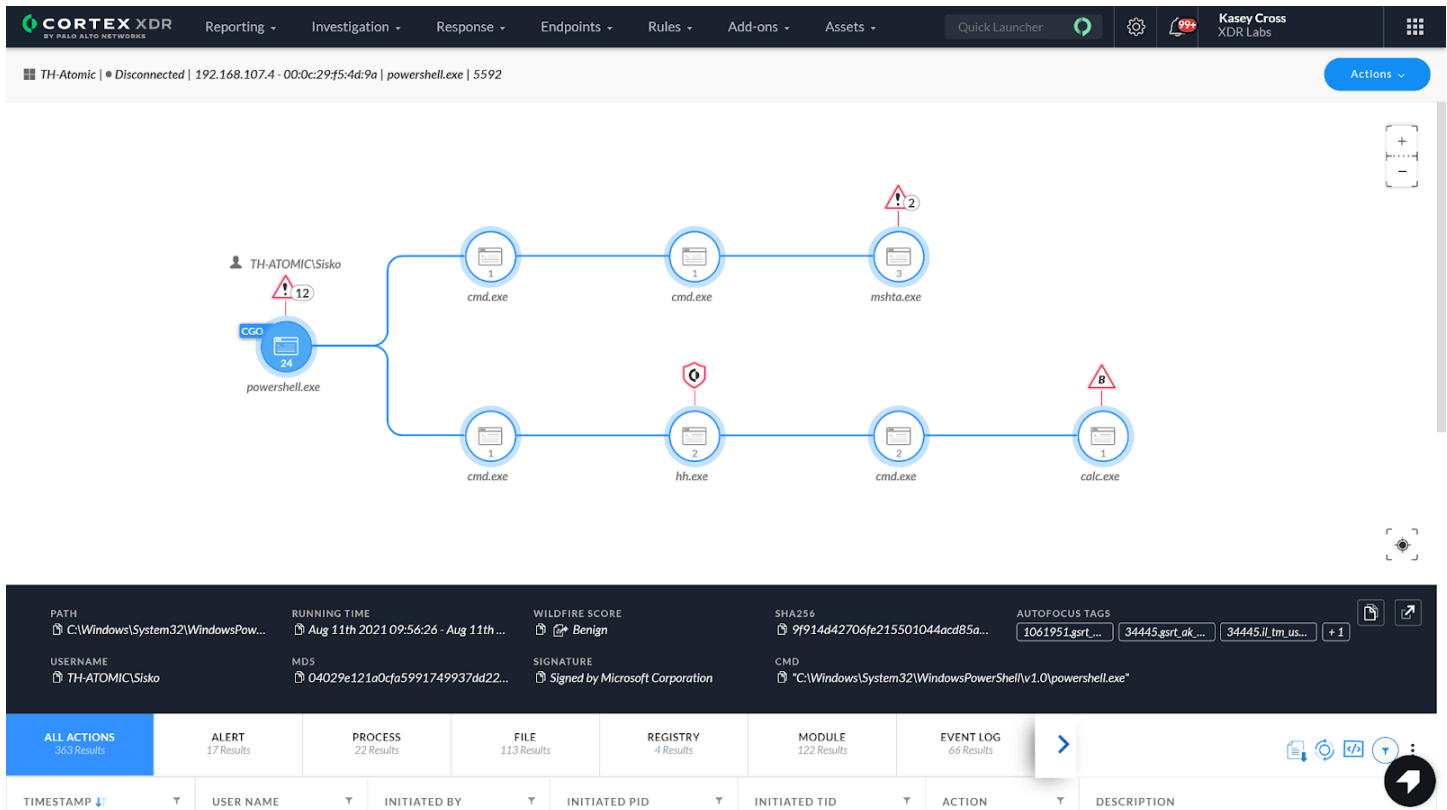 CORTEX XDR
BY PALO ALTO NETWORKS
Reporting
Investigation
Response
Endpoints
Rules
Add-ons
Assets
Quick Launcher
99+
Kasey Cross
XDR Labs
TH-Atomic | • Disconnected | 192.168.107.4 - 00:0c:29:f5:4d:9a | powershell.exe | 5592
Actions
+
−
TH-ATOMIC\Sisko
! 12
CGO
24
powershell.exe
1
cmd.exe
1
cmd.exe
! 2
3
mshta.exe
1
cmd.exe
2
hh.exe
2
cmd.exe
B
1
calc.exe
PATH
C:\Windows\System32\WindowsPow...
RUNNING TIME
Aug 11th 2021 09:56:26 - Aug 11th ...
WILDFIRE SCORE
Benign
SHA256
9f914d42706fe215501044acd85a...
AUTOFOCUS TAGS
1061951.gsrt_...
34445.gsrt_ak_...
34445.il_tm_us...
+ 1
USERNAME
TH-ATOMIC\Sisko
MD5
04029e121a0cfa5991749937dd22...
SIGNATURE
Signed by Microsoft Corporation
CMD
"C:\Windows\System32\WindowsPowerShell\v1.0\powershell.exe"
ALL ACTIONS
363 Results
ALERT
17 Results
PROCESS
22 Results
FILE
113 Results
REGISTRY
4 Results
MODULE
122 Results
EVENT LOG
66 Results
TIMESTAMP
USER NAME
INITIATED BY
INITIATED PID
INITIATED TID
ACTION
DESCRIPTION